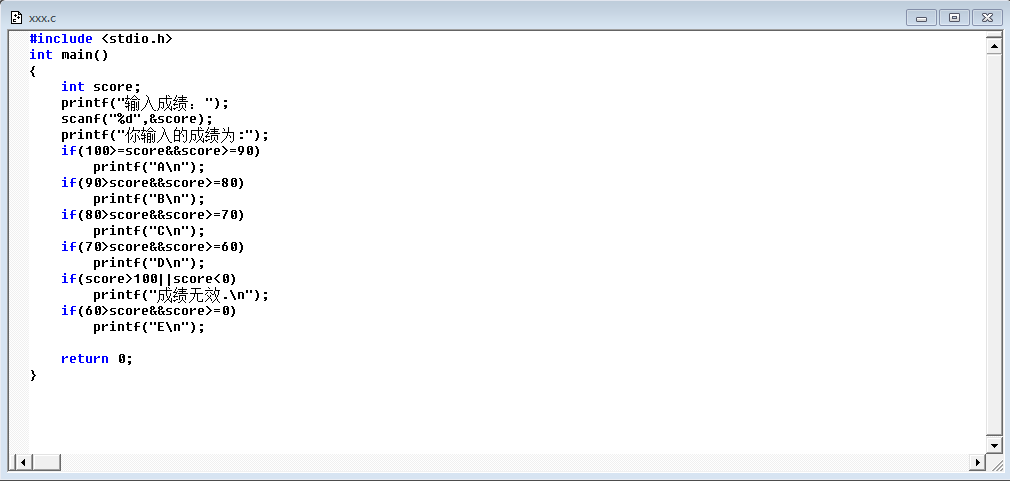 xxx.c
#include <stdio.h>
int main()
{
    int score;
    printf("输入成绩：");
    scanf("%d",&score);
    printf("你输入的成绩为:");
    if(100>=score&&score>=90)
        printf("A\n");
    if(90>score&&score>=80)
        printf("B\n");
    if(80>score&&score>=70)
        printf("C\n");
    if(70>score&&score>=60)
        printf("D\n");
    if(score>100||score<0)
        printf("成绩无效.\n");
    if(60>score&&score>=0)
        printf("E\n");
    return 0;
}